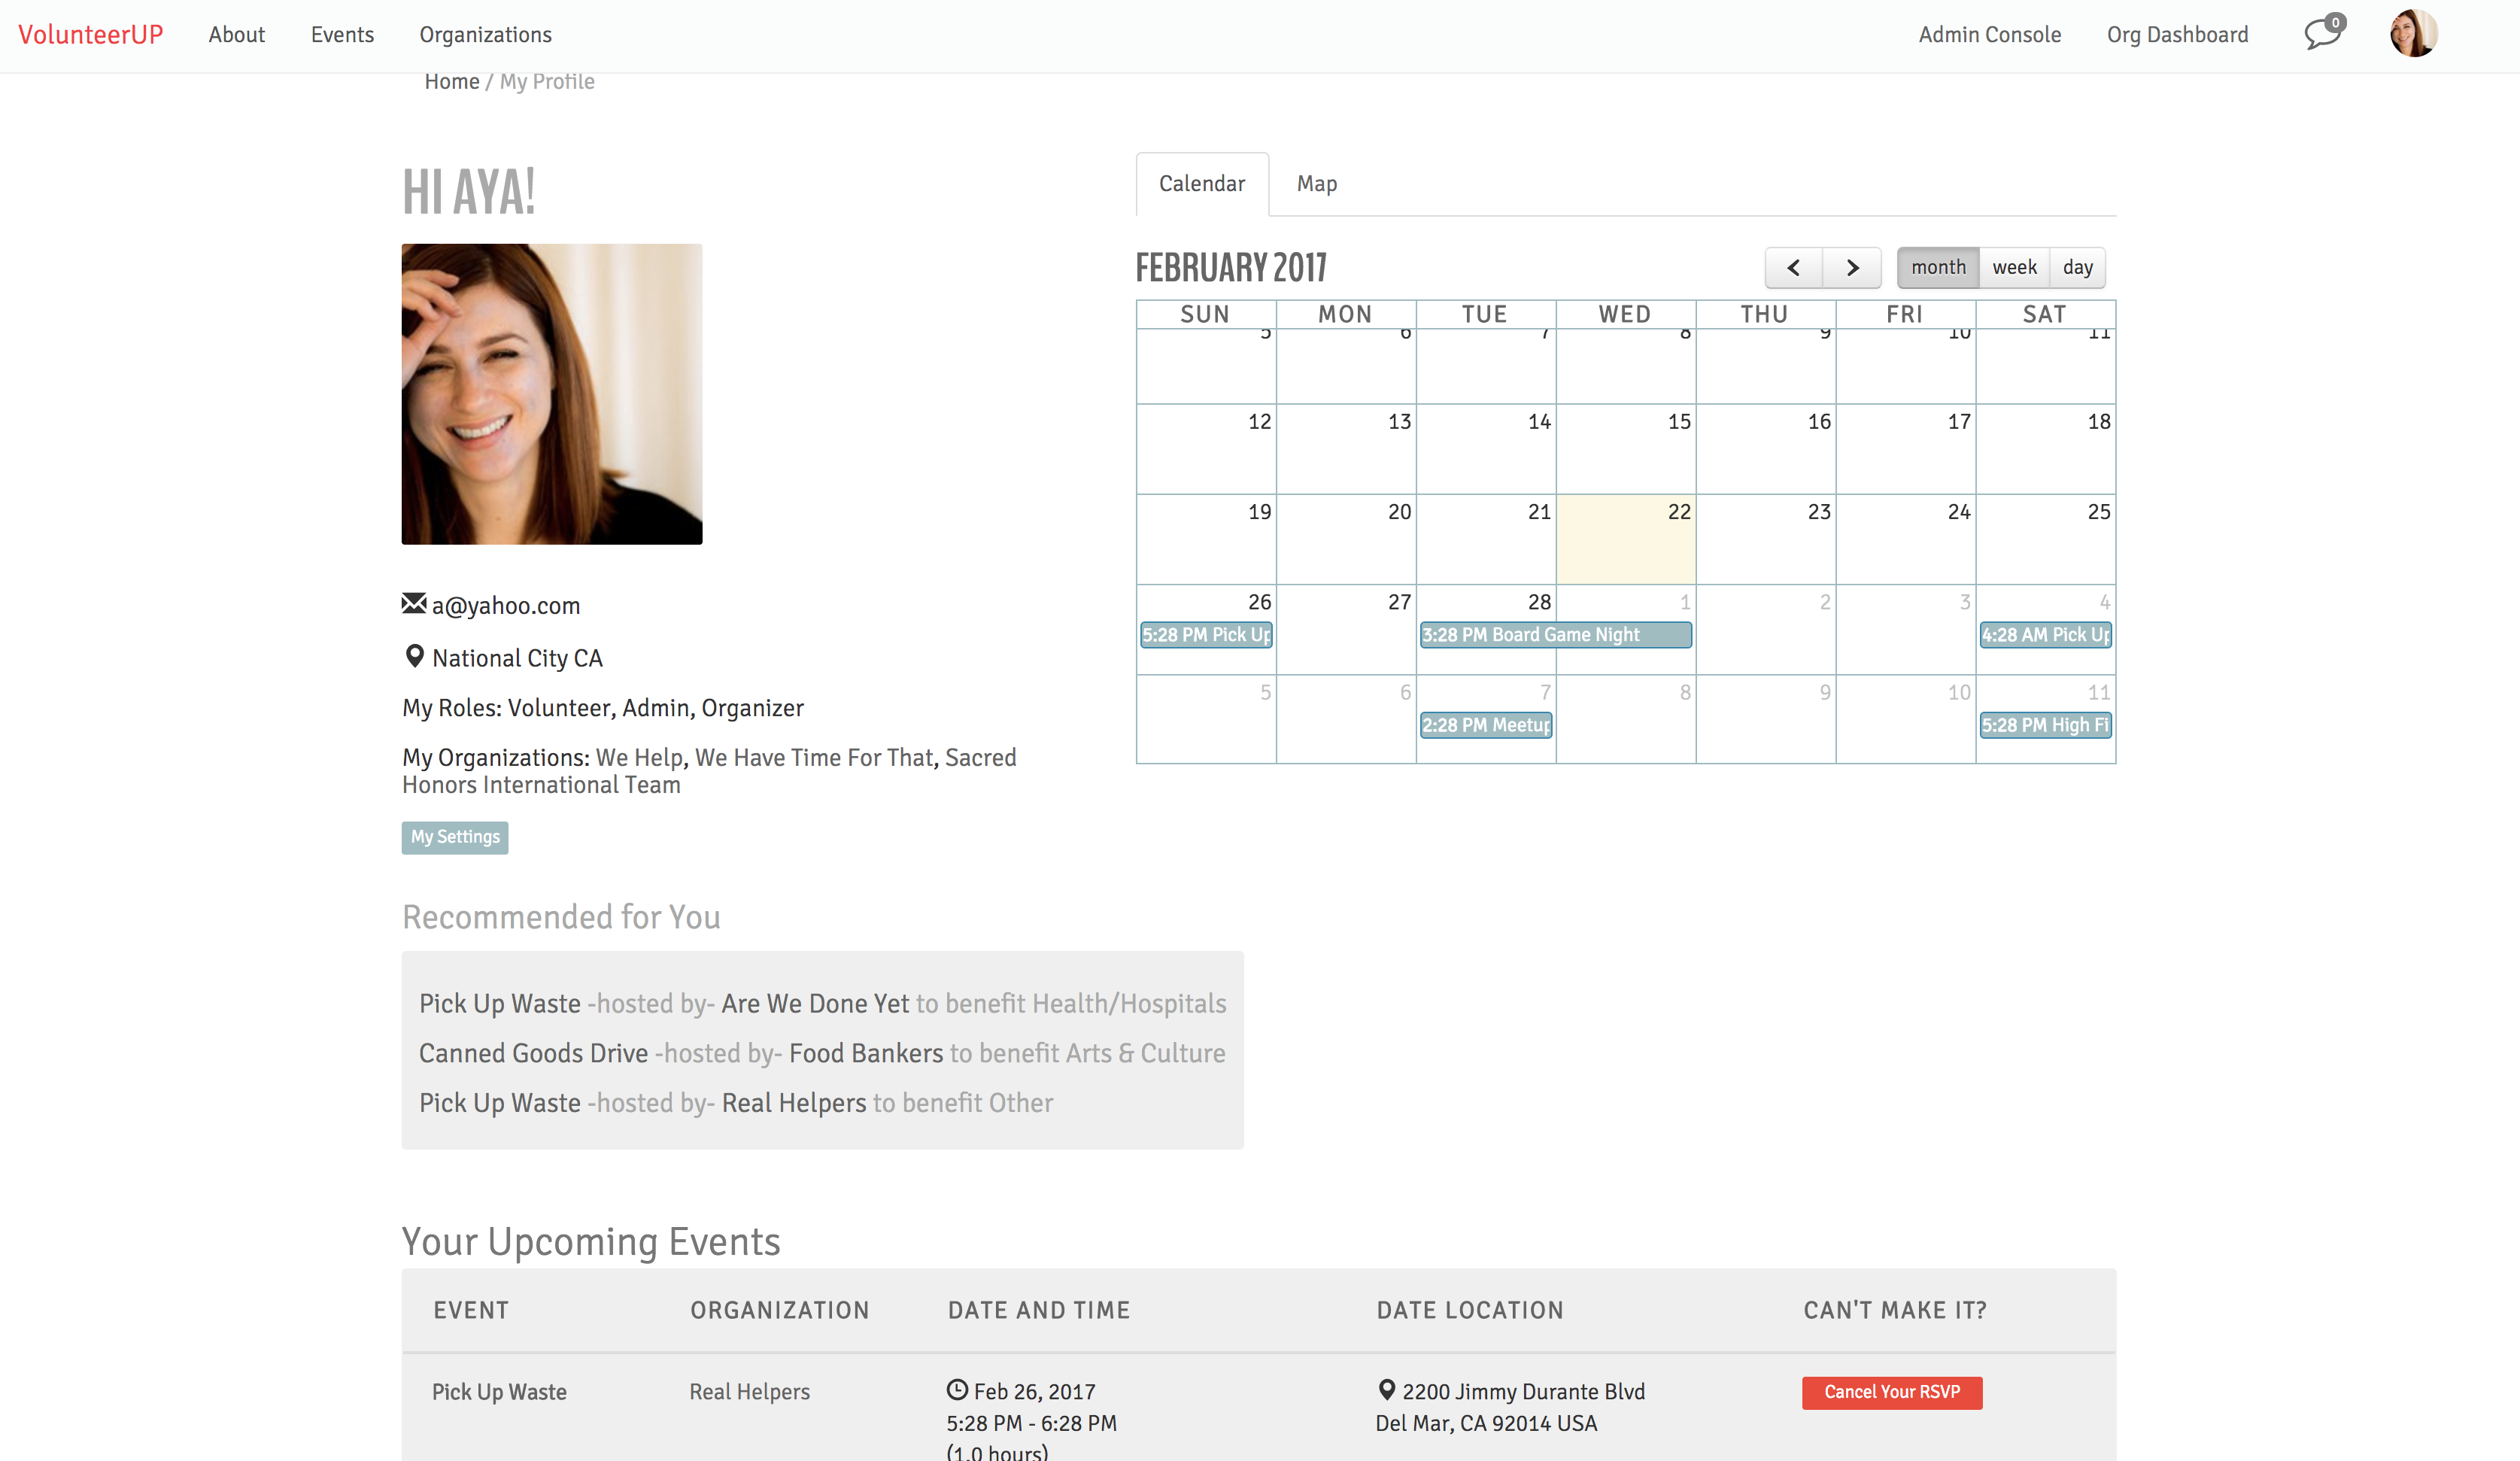 VolunteerUP About Events Organizations Admin Console Org Dashboard 0
Home / My Profile
HI AYA!
a@yahoo.com
National City CA
My Roles: Volunteer, Admin, Organizer
My Organizations: We Help, We Have Time For That, Sacred
Honors International Team
My Settings
Calendar Map
FEBRUARY 2017 month week day
SUN MON TUE WED THU FRI SAT
5 6 7 8 9 10 11
12 13 14 15 16 17 18
19 20 21 22 23 24 25
26 27 28 1 2 3 4
5:28 PM Pick Up 3:28 PM Board Game Night 4:28 AM Pick Up
5 6 7 8 9 10 11
2:28 PM Meetup 5:28 PM High Fi
Recommended for You
Pick Up Waste -hosted by- Are We Done Yet to benefit Health/Hospitals
Canned Goods Drive -hosted by- Food Bankers to benefit Arts & Culture
Pick Up Waste -hosted by- Real Helpers to benefit Other
Your Upcoming Events
EVENT ORGANIZATION DATE AND TIME DATE LOCATION CAN'T MAKE IT?
Pick Up Waste Real Helpers Feb 26, 2017 2200 Jimmy Durante Blvd Cancel Your RSVP
5:28 PM - 6:28 PM Del Mar, CA 92014 USA
(1.0 hours)